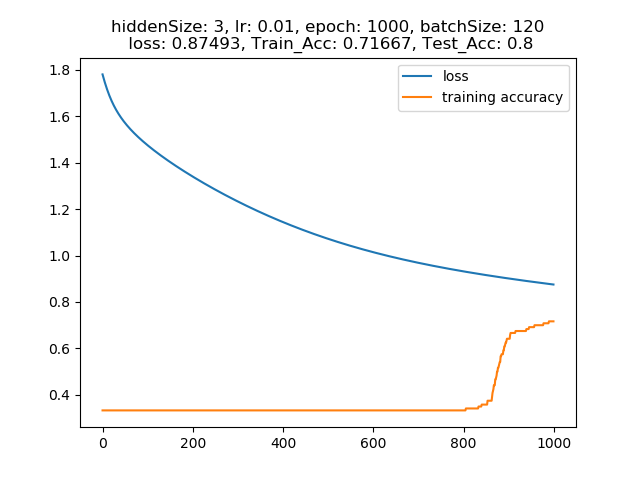 hiddenSize: 3, lr: 0.01, epoch: 1000, batchSize: 120
loss: 0.87493, Train_Acc: 0.71667, Test_Acc: 0.8
loss
training accuracy
1.8
1.6
1.4
1.2
1.0
0.8
0.6
0.4
0 200 400 600 800 1000